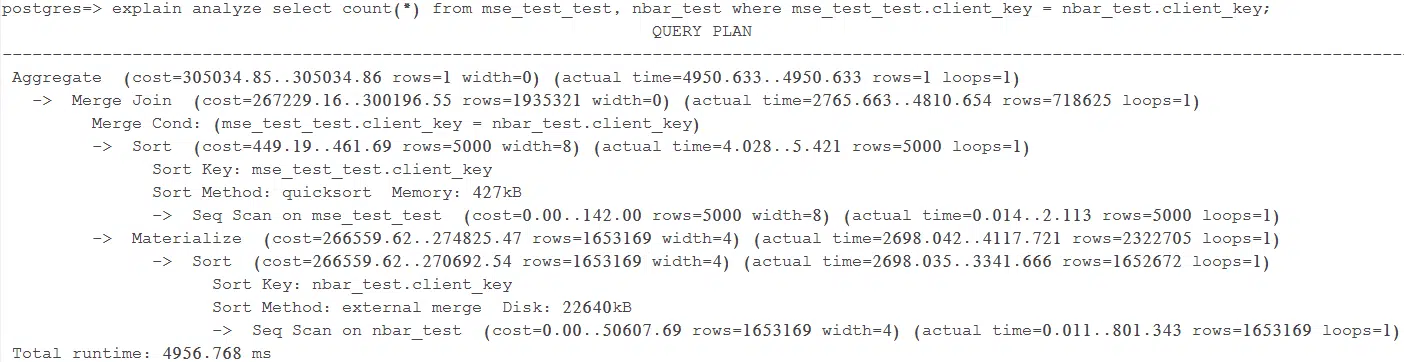 postgres=> explain analyze select count(*) from mse_test_test, nbar_test where mse_test_test.client_key = nbar_test.client_key;
QUERY PLAN
-----------------------------------------------------------------------------------------------------------------------------------------------
Aggregate  (cost=305034.85..305034.86 rows=1 width=0) (actual time=4950.633..4950.633 rows=1 loops=1)
  ->  Merge Join  (cost=267229.16..300196.55 rows=1935321 width=0) (actual time=2765.663..4810.654 rows=718625 loops=1)
        Merge Cond: (mse_test_test.client_key = nbar_test.client_key)
        ->  Sort  (cost=449.19..461.69 rows=5000 width=8) (actual time=4.028..5.421 rows=5000 loops=1)
              Sort Key: mse_test_test.client_key
              Sort Method: quicksort  Memory: 427kB
              ->  Seq Scan on mse_test_test  (cost=0.00..142.00 rows=5000 width=8) (actual time=0.014..2.113 rows=5000 loops=1)
        ->  Materialize  (cost=266559.62..274825.47 rows=1653169 width=4) (actual time=2698.042..4117.721 rows=2322705 loops=1)
              ->  Sort  (cost=266559.62..270692.54 rows=1653169 width=4) (actual time=2698.035..3341.666 rows=1652672 loops=1)
                    Sort Key: nbar_test.client_key
                    Sort Method: external merge  Disk: 22640kB
                    ->  Seq Scan on nbar_test  (cost=0.00..50607.69 rows=1653169 width=4) (actual time=0.011..801.343 rows=1653169 loops=1)
Total runtime: 4956.768 ms